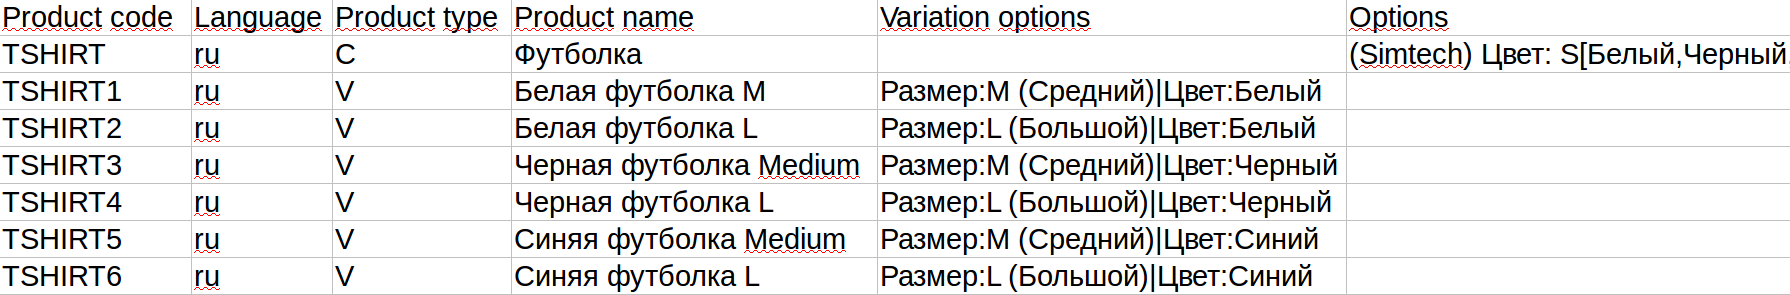 Product code Language Product type Product name Variation options Options
TSHIRT ru C Футболка (Simtech) Цвет: S[Белый,Черный,
TSHIRT1 ru V Белая футболка M Размер:M (Средний)|Цвет:Белый
TSHIRT2 ru V Белая футболка L Размер:L (Большой)|Цвет:Белый
TSHIRT3 ru V Черная футболка Medium Размер:M (Средний)|Цвет:Черный
TSHIRT4 ru V Черная футболка L Размер:L (Большой)|Цвет:Черный
TSHIRT5 ru V Синяя футболка Medium Размер:M (Средний)|Цвет:Синий
TSHIRT6 ru V Синяя футболка L Размер:L (Большой)|Цвет:Синий